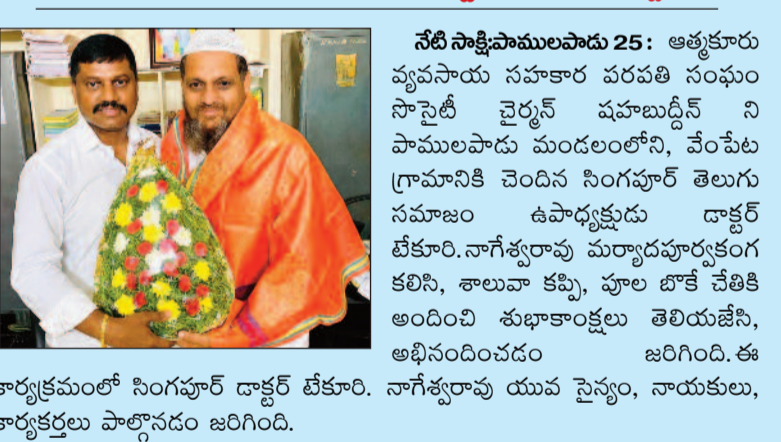 నేటి సాక్షి:పాములపాడు 25 : ఆత్మకూరు
వ్యవసాయ సహకార పరపతి సంఘం
సొసైటీ చైర్మన్ షహబుద్దీన్ ని
పాములపాడు మండలంలోని, వేంపేట
గ్రామానికి చెందిన సింగపూర్ తెలుగు
సమాజం ఉపాధ్యక్షుడు డాక్టర్
టేకూరి.నాగేశ్వరావు మర్యాదపూర్వకంగ
కలిసి, శాలువా కప్పి, పూల బొకే చేతికి
అందించి శుభాకాంక్షలు తెలియజేసి,
అభినందించడం జరిగింది. ఈ
కార్యక్రమంలో సింగపూర్ డాక్టర్ టేకూరి. నాగేశ్వరావు యువ సైన్యం, నాయకులు,
కార్యకర్తలు పాల్గొనడం జరిగింది.